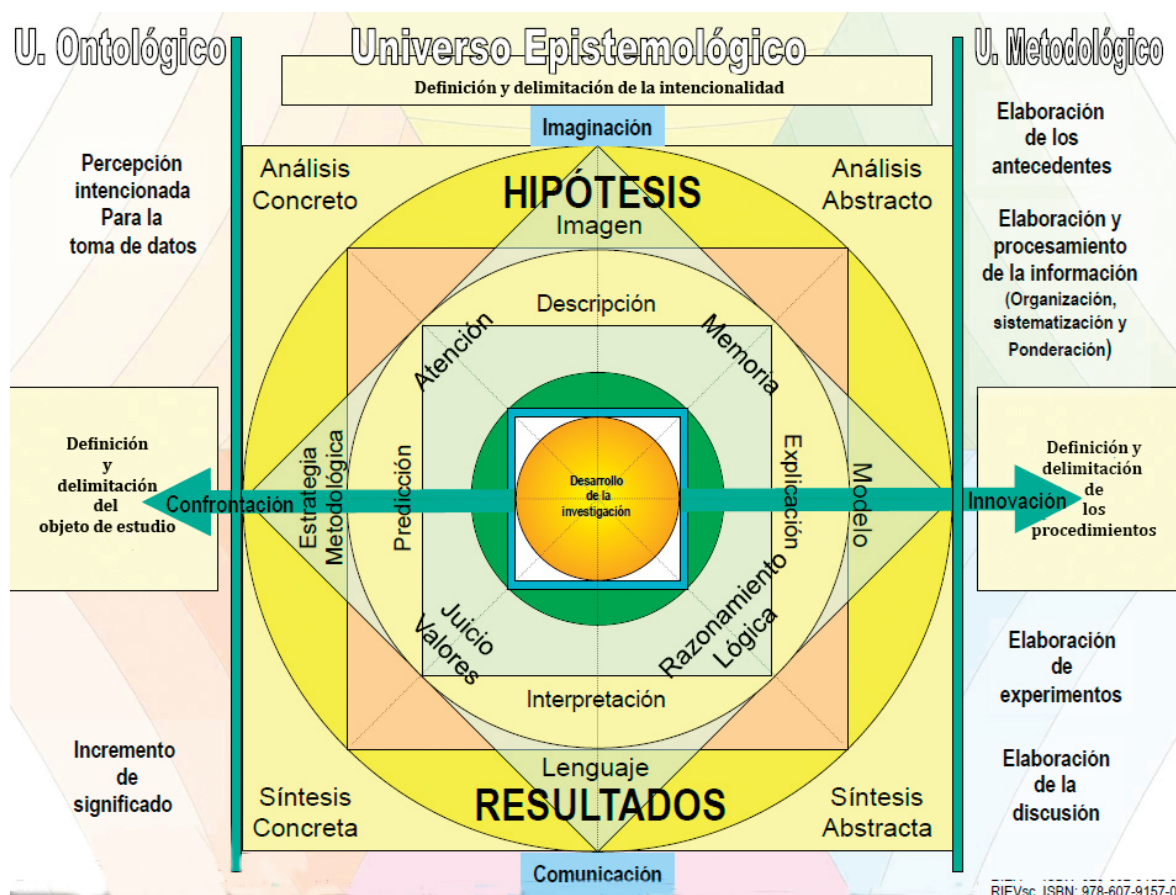 U. Ontológico
Universo Epistemológico
U. Metodológico
Definición y delimitación de la intencionalidad
Imaginación
Percepción
intencionada
Para la
toma de datos
Definición
y
delimitación
del
objeto de estudio
Incremento
de
significado
Análisis
Concreto
HIPÓTESIS
Imagen
Análisis
Abstracto
Descripción
Atención
Memoria
Confrontación
Estrategia
Metodológica
Predicción
Desarrollo
de la
investigación
Explicación
Modelo
Innovación
Juicio
Valores
Razonamiento
Lógica
Interpretación
Lenguaje
RESULTADOS
Síntesis
Concreta
Síntesis
Abstracta
Comunicación
Elaboración
de los
antecedentes
Elaboración y
procesamiento
de la información
(Organización,
sistematización y
Ponderación)
Definición y
delimitación
de
los
procedimientos
Elaboración
de
experimentos
Elaboración
de la
discusión
RIEVsc. ISBN: 978-607-9157-0